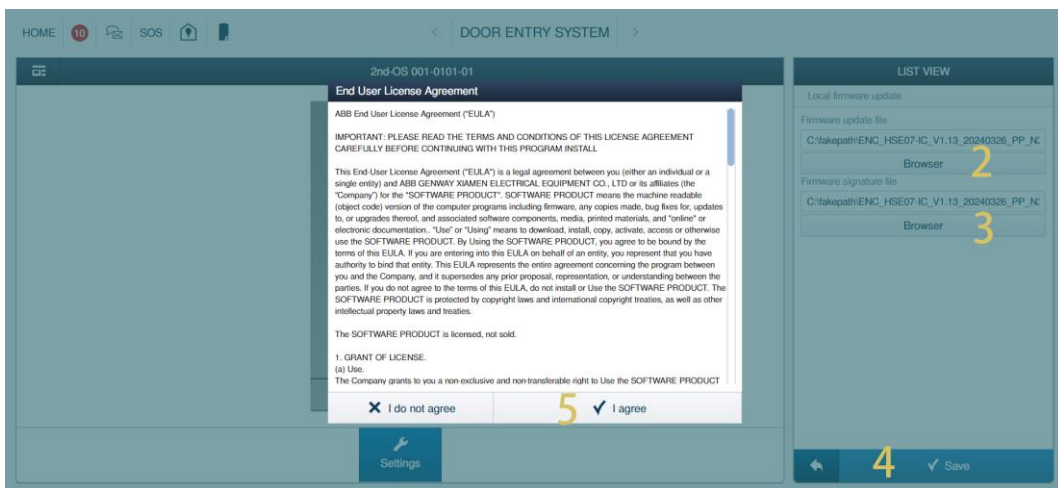 HOME 10 SOS DOOR ENTRY SYSTEM
2nd-OS 001-0101-01
End User License Agreement
ABB End User License Agreement ("EULA")
IMPORTANT: PLEASE READ THE TERMS AND CONDITIONS OF THIS LICENSE AGREEMENT
CAREFULLY BEFORE CONTINUING WITH THIS PROGRAM INSTALL
This End-User License Agreement ("EULA") is a legal agreement between you (either an individual or a
single entity) and ABB GENWAY XIAMEN ELECTRICAL EQUIPMENT CO., LTD or its affiliates (the
"Company") for the "SOFTWARE PRODUCT". SOFTWARE PRODUCT means the machine readable
(object code) version of the computer programs including firmware, any copies made, bug fixes for, updates
to, or upgrades thereof, and associated software components, media, printed materials, and "online" or
electronic documentation.. "Use" or "Using" means to download, install, copy, activate, access or otherwise
use the SOFTWARE PRODUCT. By Using the SOFTWARE PRODUCT, you agree to be bound by the
terms of this EULA. If you are entering into this EULA on behalf of an entity, you represent that you have
authority to bind that entity. This EULA represents the entire agreement concerning the program between
you and the Company, and it supersedes any prior proposal, representation, or understanding between the
parties. If you do not agree to the terms of this EULA, do not install or Use the SOFTWARE PRODUCT. The
SOFTWARE PRODUCT is protected by copyright laws and international copyright treaties, as well as other
intellectual property laws and treaties.
The SOFTWARE PRODUCT is licensed, not sold.
1. GRANT OF LICENSE.
(a) Use.
The Company grants to you a non-exclusive and non-transferable right to Use the SOFTWARE PRODUCT
I do not agree
5 I agree
Settings
LIST VIEW
Local firmware update
Firmware update file
C:\fakepath\ENC_HSE07-IC_V1.13_20240326_PP_N
Browser 2
Firmware signature file
C:\fakepath\ENC_HSE07-IC_V1.13_20240326_PP_N
Browser 3
4 Save